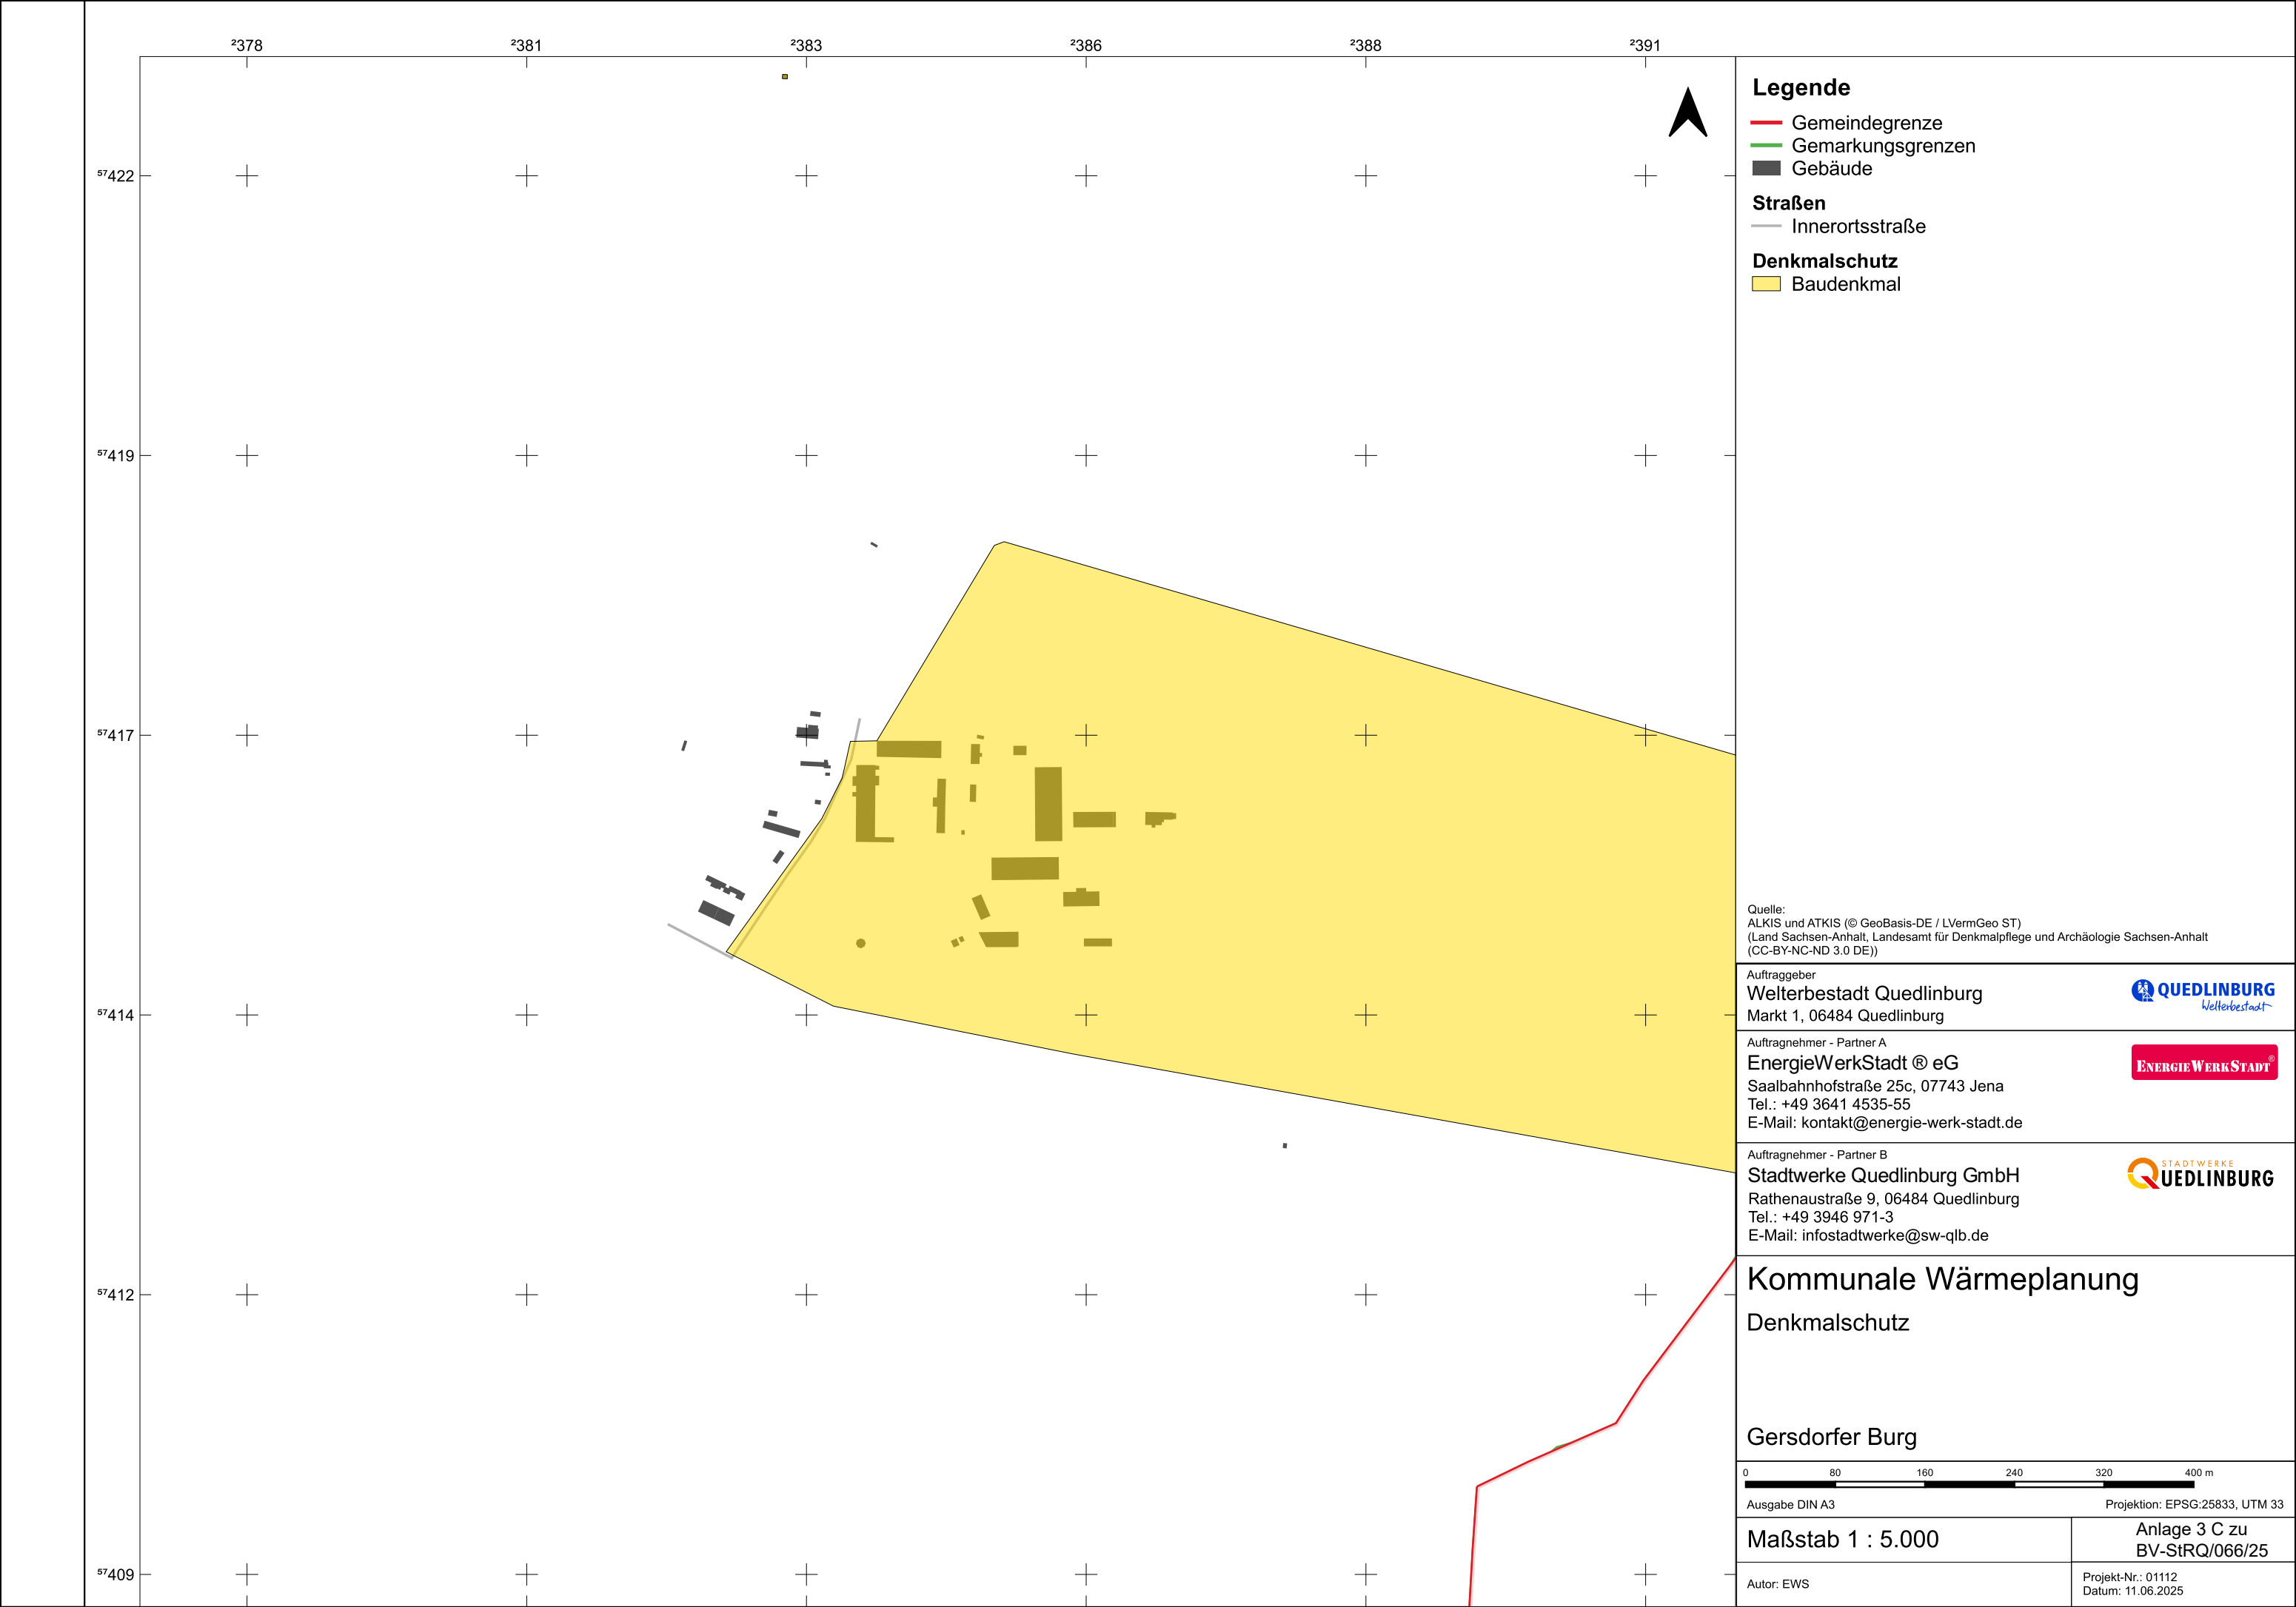 ²378 ²381 ²383 ²386 ²388 ²391
⁵⁷422
⁵⁷419
⁵⁷417
⁵⁷414
⁵⁷412
⁵⁷409
Legende
Gemeindegrenze
Gemarkungsgrenzen
Gebäude
Straßen
Innerortsstraße
Denkmalschutz
Baudenkmal
Quelle:
ALKIS und ATKIS (© GeoBasis-DE / LVermGeo ST)
(Land Sachsen-Anhalt, Landesamt für Denkmalpflege und Archäologie Sachsen-Anhalt
(CC-BY-NC-ND 3.0 DE))
Auftraggeber
Welterbestadt Quedlinburg
Markt 1, 06484 Quedlinburg
QUEDLINBURG
Welterbestadt
Auftragnehmer - Partner A
EnergieWerkStadt ® eG
Saalbahnhofstraße 25c, 07743 Jena
Tel.: +49 3641 4535-55
E-Mail: kontakt@energie-werk-stadt.de
ENERGIEWERKSTADT®
Auftragnehmer - Partner B
Stadtwerke Quedlinburg GmbH
Rathenaustraße 9, 06484 Quedlinburg
Tel.: +49 3946 971-3
E-Mail: infostadtwerke@sw-qlb.de
STADTWERKE
QUEDLINBURG
Kommunale Wärmeplanung
Denkmalschutz
Gersdorfer Burg
0 80 160 240 320 400 m
Ausgabe DIN A3 Projektion: EPSG:25833, UTM 33
Maßstab 1 : 5.000
Anlage 3 C zu
BV-StRQ/066/25
Autor: EWS
Projekt-Nr.: 01112
Datum: 11.06.2025